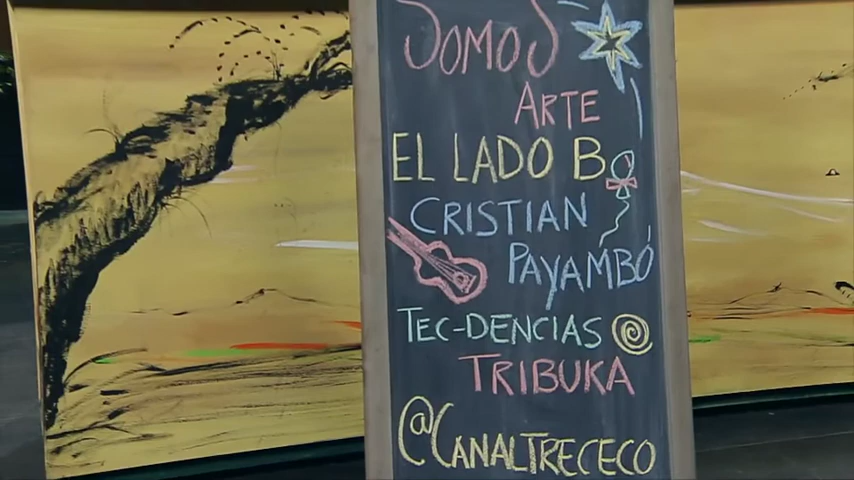 SOMOS
ARTE
EL LADO B
CRISTIAN
PAYAMBÓ
TEC-DENCIAS
TRIBUKA
@CANALTRECECO